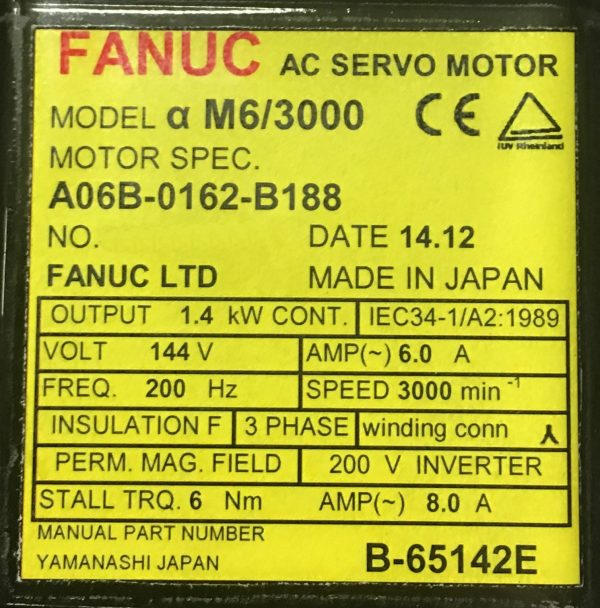 FANUC AC SERVO MOTOR
MODEL α M6/3000 CE
TUV Rheinland
MOTOR SPEC.
A06B-0162-B188
NO. DATE 14.12
FANUC LTD MADE IN JAPAN
OUTPUT 1.4 kW CONT. IEC34-1/A2:1989
VOLT 144 V AMP(~) 6.0 A
FREQ. 200 Hz SPEED 3000 min⁻¹
INSULATION F 3 PHASE winding conn
PERM. MAG. FIELD 200 V INVERTER
STALL TRQ. 6 Nm AMP(~) 8.0 A
MANUAL PART NUMBER
YAMANASHI JAPAN B-65142E